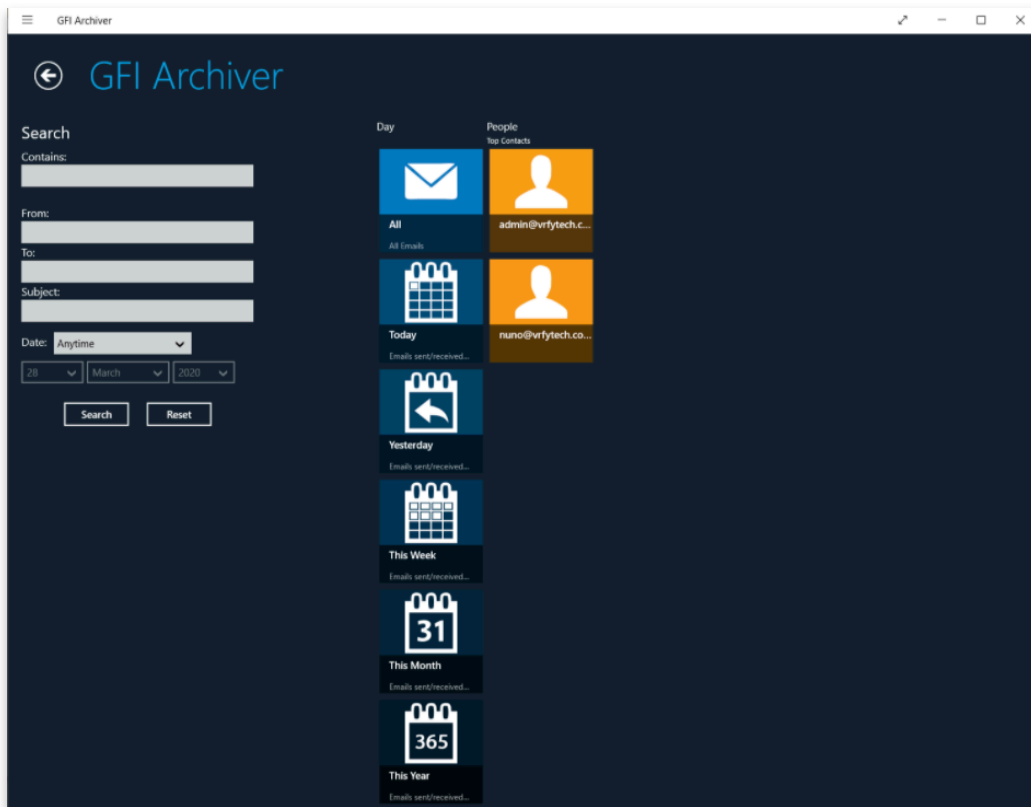 GFI Archiver
GFI Archiver
Search
Contains:
From:
To:
Subject:
Date: Anytime
28 March 2020
Search Reset
Day
All
All Emails
Today
Emails sent/received...
Yesterday
Emails sent/received...
This Week
Emails sent/received...
31
This Month
Emails sent/received...
365
This Year
Emails sent/received...
People
Top Contacts
admin@vrfytech.c...
nuno@vrfytech.co...